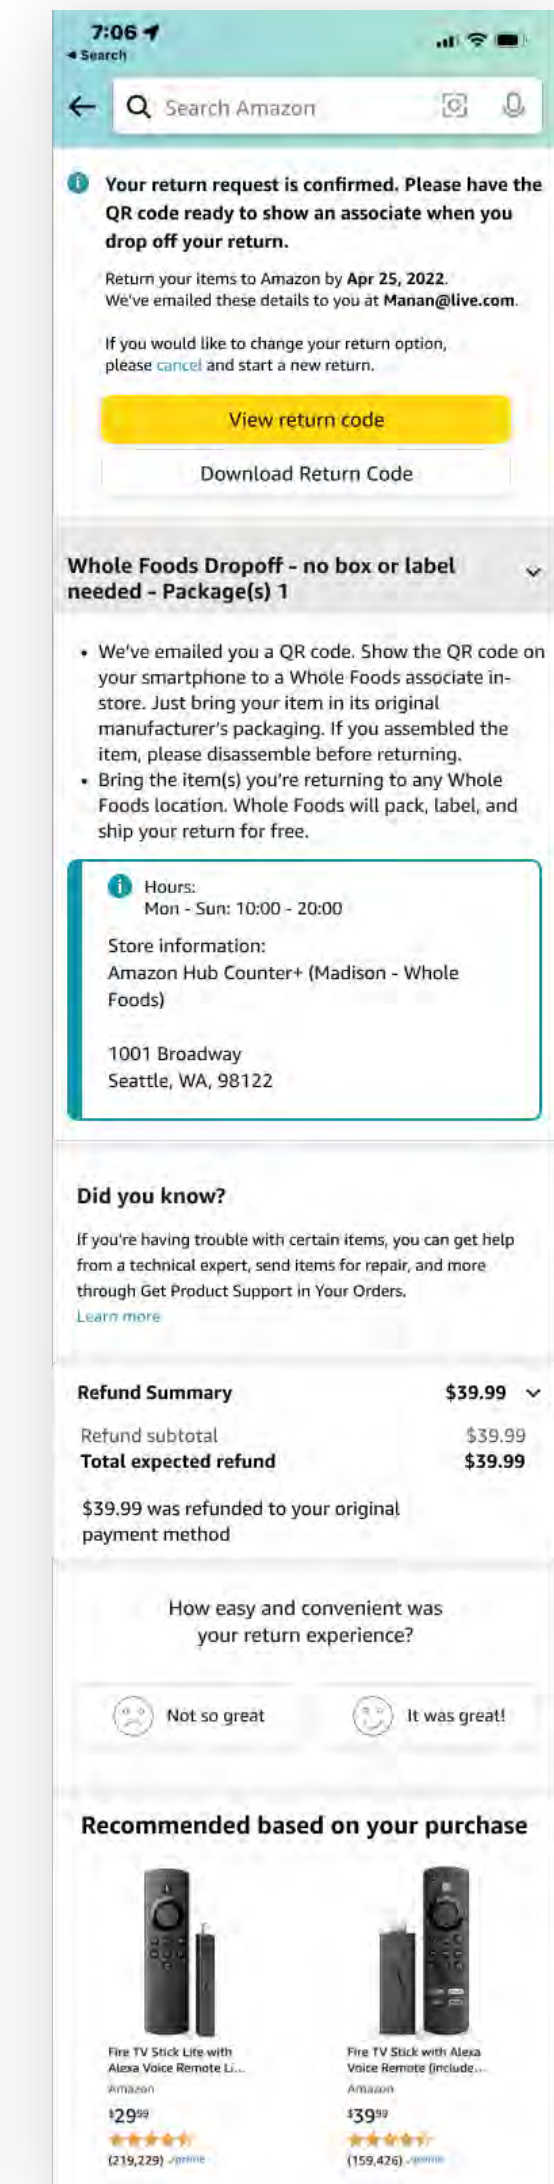 7:06
Search
Search Amazon
Your return request is confirmed. Please have the
QR code ready to show an associate when you
drop off your return.
Return your items to Amazon by Apr 25, 2022.
We've emailed these details to you at Manan@live.com.
If you would like to change your return option,
please cancel and start a new return.
View return code
Download Return Code
Whole Foods Dropoff - no box or label
needed - Package(s) 1
• We've emailed you a QR code. Show the QR code on
your smartphone to a Whole Foods associate in-
store. Just bring your item in its original
manufacturer's packaging. If you assembled the
item, please disassemble before returning.
• Bring the item(s) you're returning to any Whole
Foods location. Whole Foods will pack, label, and
ship your return for free.
Hours:
Mon - Sun: 10:00 - 20:00
Store information:
Amazon Hub Counter+ (Madison - Whole
Foods)
1001 Broadway
Seattle, WA, 98122
Did you know?
If you're having trouble with certain items, you can get help
from a technical expert, send items for repair, and more
through Get Product Support in Your Orders.
Learn more
Refund Summary $39.99
Refund subtotal $39.99
Total expected refund $39.99
$39.99 was refunded to your original
payment method
How easy and convenient was
your return experience?
Not so great It was great!
Recommended based on your purchase
Fire TV Stick Lite with
Alexa Voice Remote Li...
Amazon
$2999
(219,229) prime
Fire TV Stick with Alexa
Voice Remote (include...
Amazon
$3999
(159,426) prime